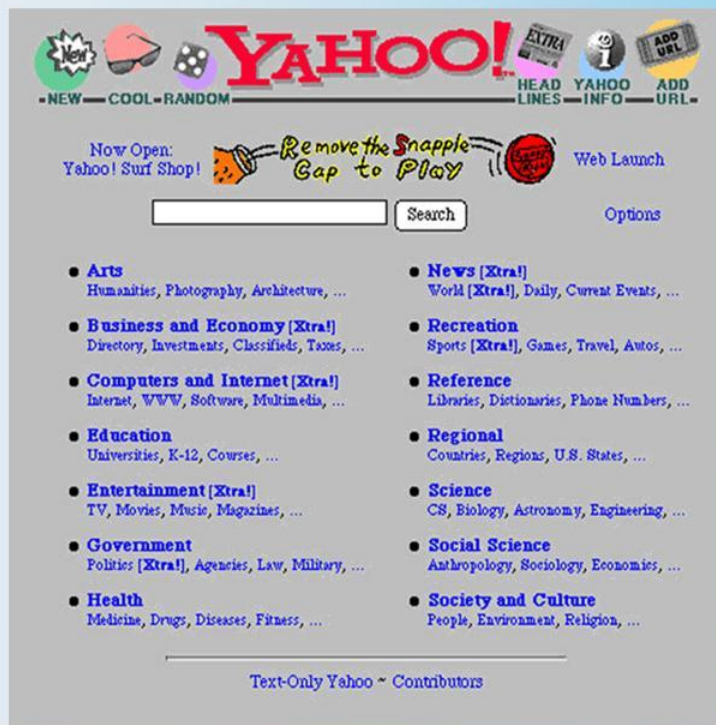 New
EXTRA
i
ADD URL
YAHOO!
NEW COOL RANDOM
HEAD LINES YAHOO INFO ADD URL
Now Open:
Yahoo! Surf Shop!
Remove the Snapple
Cap to Play
Web Launch
Search
Options
Arts
Humanities, Photography, Architecture, ...
Business and Economy [Xtra!]
Directory, Investments, Classifieds, Taxes, ...
Computers and Internet [Xtra!]
Internet, WWW, Software, Multimedia, ...
Education
Universities, K-12, Courses, ...
Entertainment [Xtra!]
TV, Movies, Music, Magazines, ...
Government
Politics [Xtra!], Agencies, Law, Military, ...
Health
Medicine, Drugs, Diseases, Fitness, ...
News [Xtra!]
World [Xtra!], Daily, Current Events, ...
Recreation
Sports [Xtra!], Games, Travel, Autos, ...
Reference
Libraries, Dictionaries, Phone Numbers, ...
Regional
Countries, Regions, U.S. States, ...
Science
CS, Biology, Astronomy, Engineering, ...
Social Science
Anthropology, Sociology, Economics, ...
Society and Culture
People, Environment, Religion, ...
Text-Only Yahoo ~ Contributors